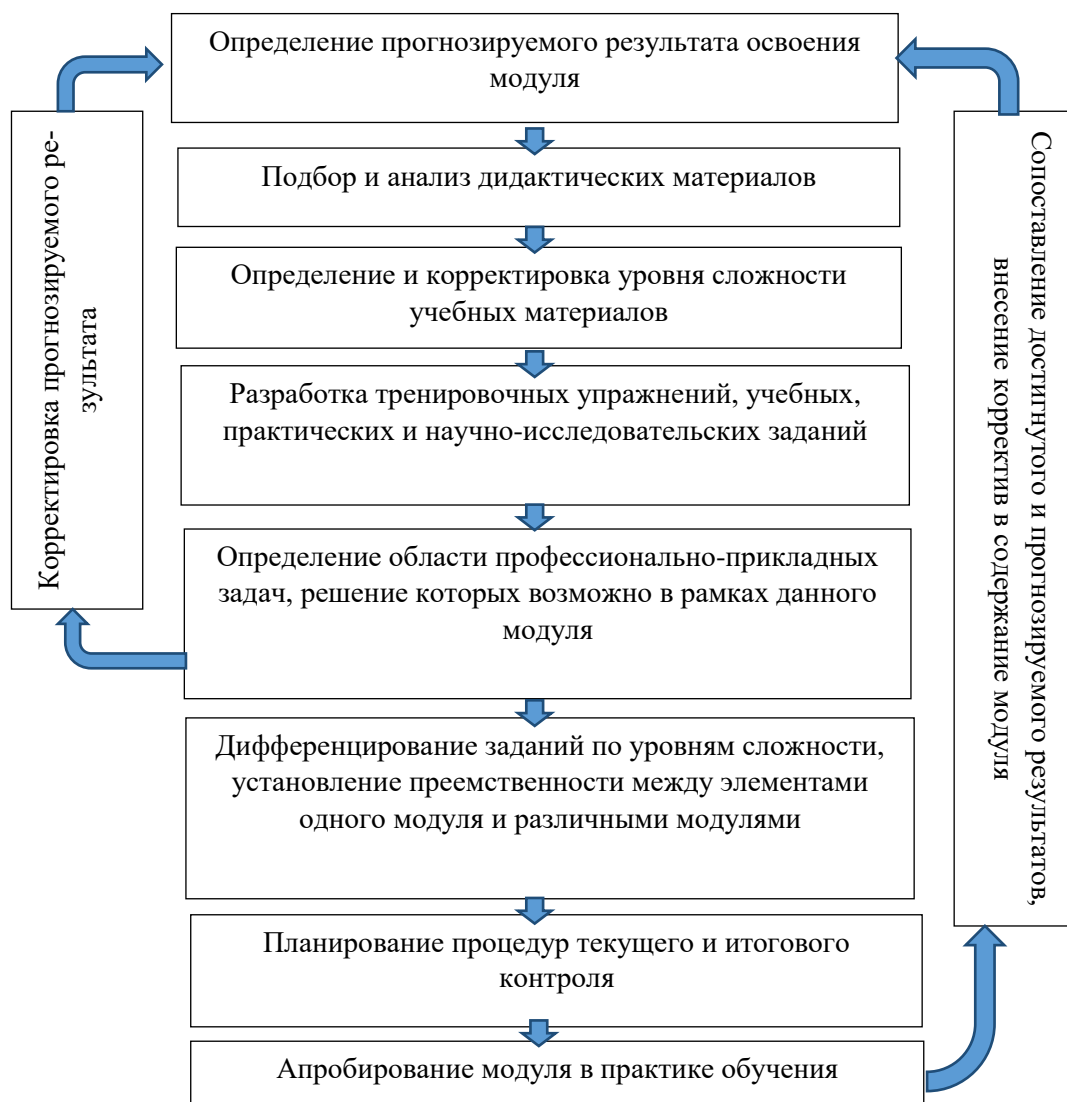 Определение прогнозируемого результата освоения
модуля
Подбор и анализ дидактических материалов
Определение и корректировка уровня сложности
учебных материалов
Разработка тренировочных упражнений, учебных,
практических и научно-исследовательских заданий
Определение области профессионально-прикладных
задач, решение которых возможно в рамках данного
модуля
Дифференцирование заданий по уровням сложности,
установление преемственности между элементами
одного модуля и различными модулями
Планирование процедур текущего и итогового
контроля
Апробирование модуля в практике обучения
Корректировка прогнозируемого ре-
зультата
Сопоставление достигнутого и прогнозируемого результатов,
внесение корректив в содержание модуля